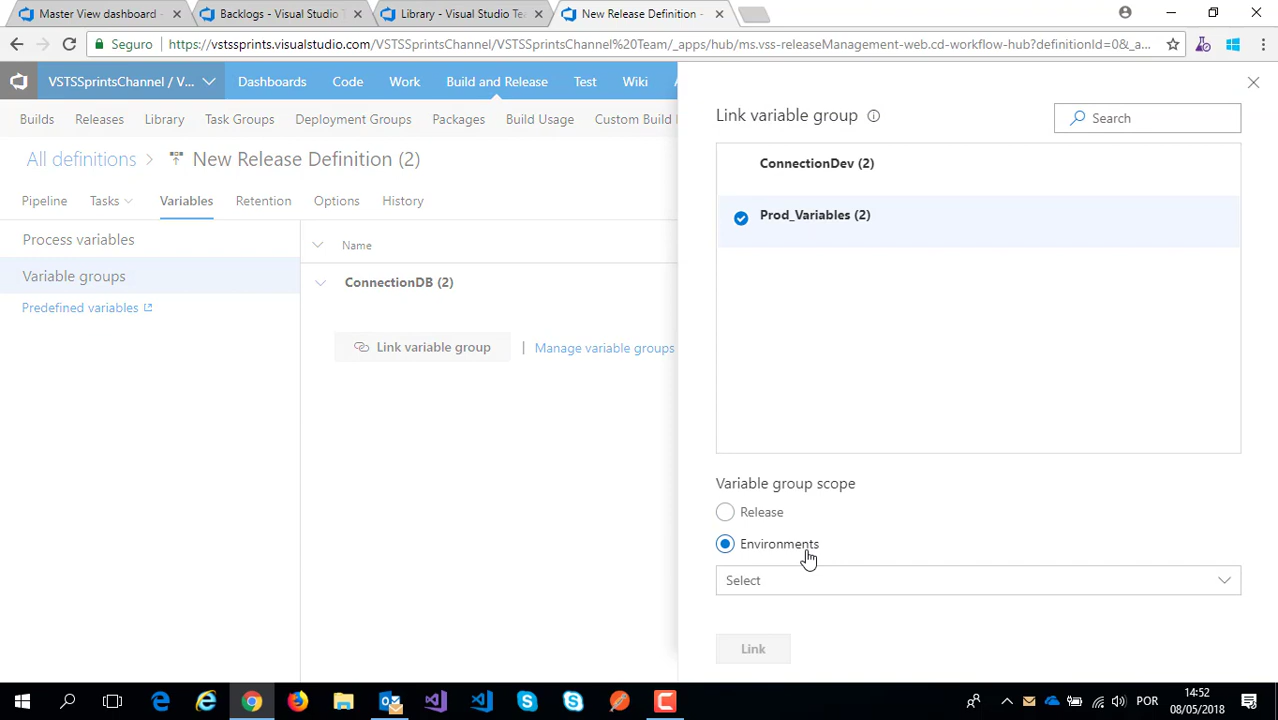 Master View dashboard -
Backlogs - Visual Studio T
Library - Visual Studio Te
New Release Definition -
Seguro
https://vstssprints.visualstudio.com/VSTSSprintsChannel/VSTSSprintsChannel%20Team/_apps/hub/ms.vss-releaseManagement-web.cd-workflow-hub?definitionId=0&_a...
VSTSSprintsChannel / V...
Dashboards
Code
Work
Build and Release
Test
Wiki
Builds
Releases
Library
Task Groups
Deployment Groups
Packages
Build Usage
Custom Build
All definitions
New Release Definition (2)
Pipeline
Tasks
Variables
Retention
Options
History
Process variables
Variable groups
Predefined variables
Name
ConnectionDB (2)
Link variable group
|
Manage variable groups
Link variable group
Search
ConnectionDev (2)
Prod_Variables (2)
Variable group scope
Release
Environments
Select
Link
POR
14:52
08/05/2018